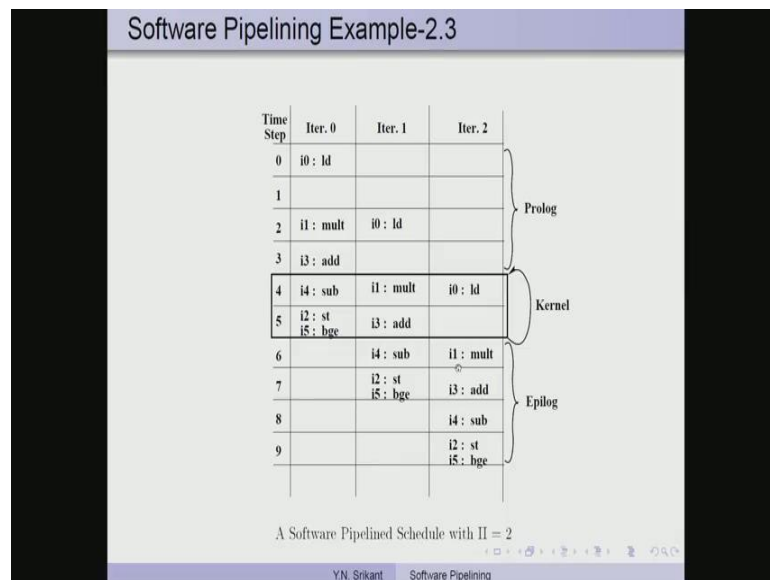 Software Pipelining Example-2.3
Time Step Iter. 0 Iter. 1 Iter. 2
0 i0 : ld
1
2 i1 : mult i0 : ld
3 i3 : add
Prolog
4 i4 : sub i1 : mult i0 : ld
5 i2 : st i3 : add
i5 : bge
Kernel
6 i4 : sub i1 : mult
7 i2 : st i3 : add
i5 : bge
8 i4 : sub
9 i2 : st
i5 : bge
Epilog
A Software Pipelined Schedule with II = 2
Y.N. Srikant Software Pipelining